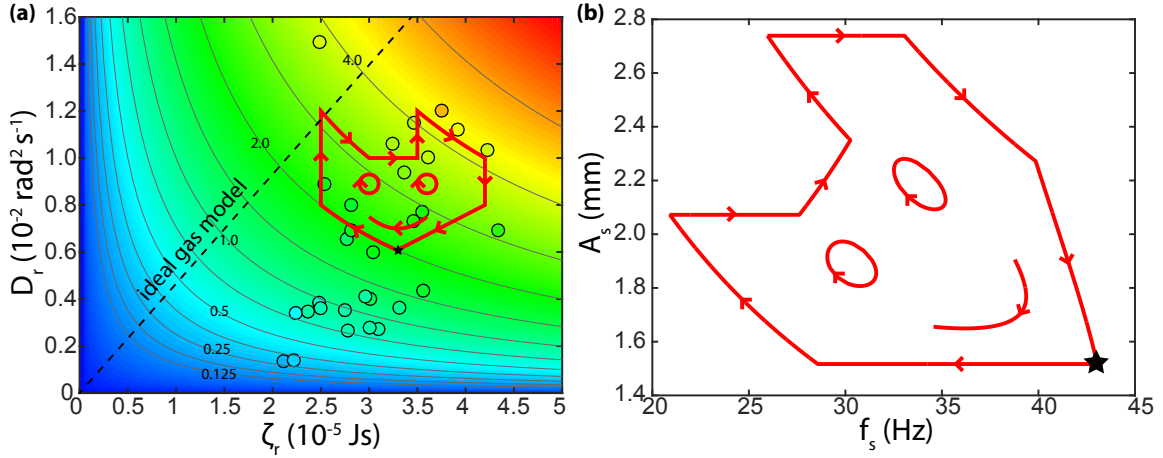 (a)
1.6
1.4
1.2
1.0
0.8
0.6
0.4
0.2
0
D_r (10⁻² rad² s⁻¹)
4.0
2.0
1.0
0.5
0.25
0.125
ideal gas model
0 0.5 1 1.5 2 2.5 3 3.5 4 4.5 5
ζ_r (10⁻⁵ Js)
(b)
2.8
2.6
2.4
2.2
2.0
1.8
1.6
1.4
A_s (mm)
20 25 30 35 40 45
f_s (Hz)